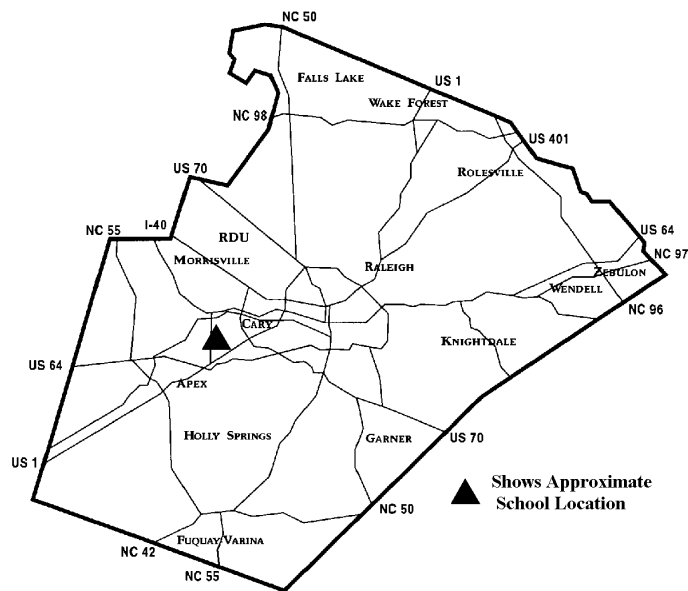 NC 50
FALLS LAKE
US 1
WAKE FOREST
NC 98
US 401
US 70
ROLESVILLE
I-40
NC 55
RDU
US 64
MORRISVILLE
RALEIGH
NC 97
ZEBULON
WENDELL
NC 96
CARY
KNIGHTDALE
US 64
APEX
HOLLY SPRINGS
GARNER
US 70
US 1
Shows Approximate
School Location
NC 50
FUQUAY-VARINA
NC 42
NC 55